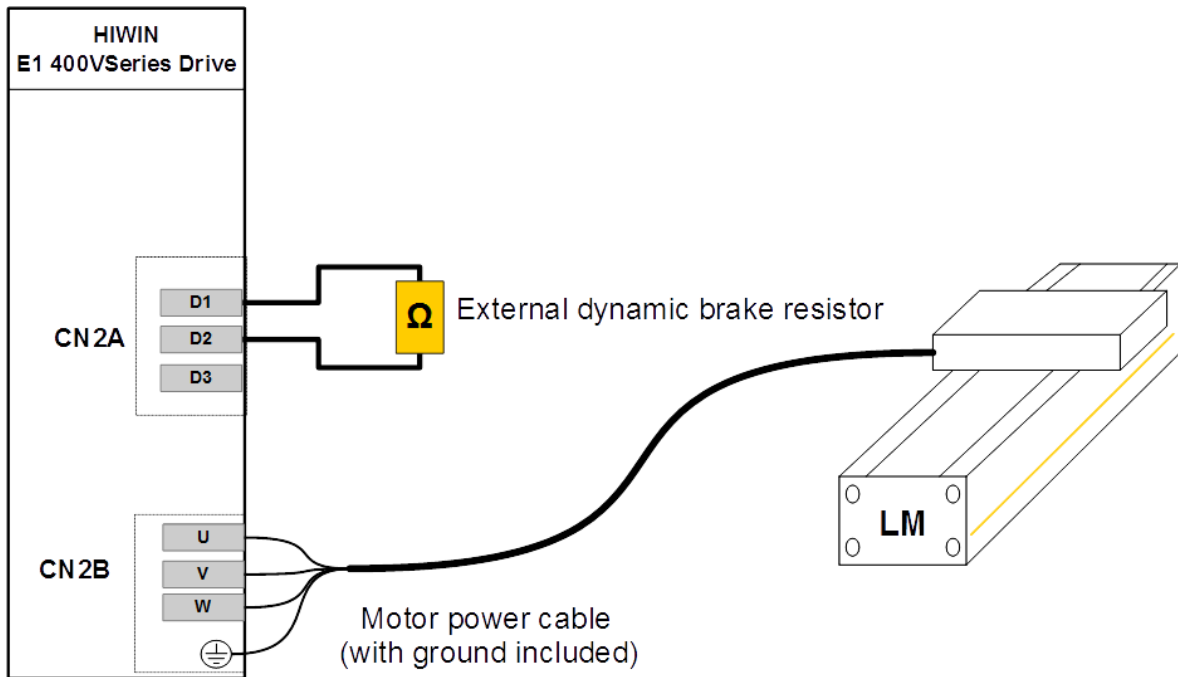 HIWIN
E1 400VSeries Drive
CN2A
D1
D2
D3
Ω
External dynamic brake resistor
CN2B
U
V
W
Motor power cable
(with ground included)
LM